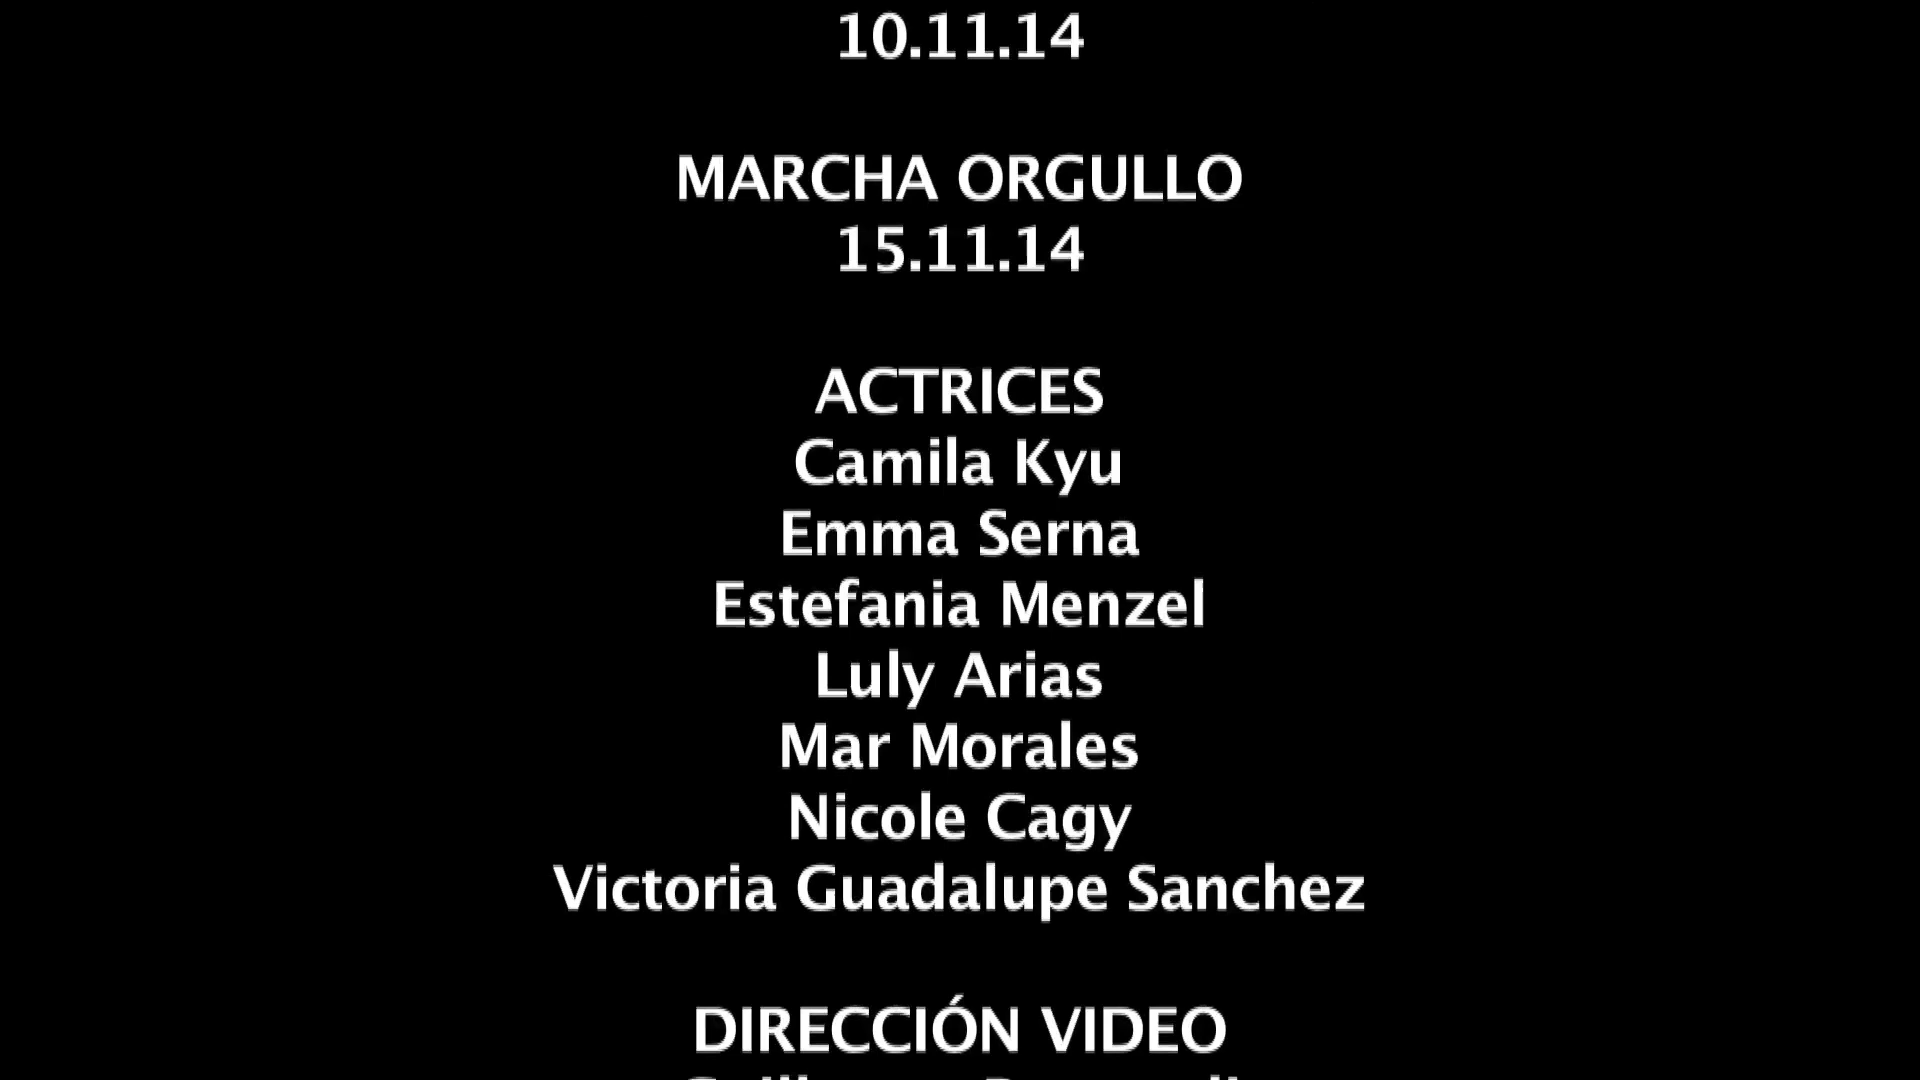 10.11.14
MARCHA ORGULLO
15.11.14
ACTRICES
Camila Kyu
Emma Serna
Estefania Menzel
Luly Arias
Mar Morales
Nicole Cagy
Victoria Guadalupe Sanchez
DIRECCIÓN VIDEO